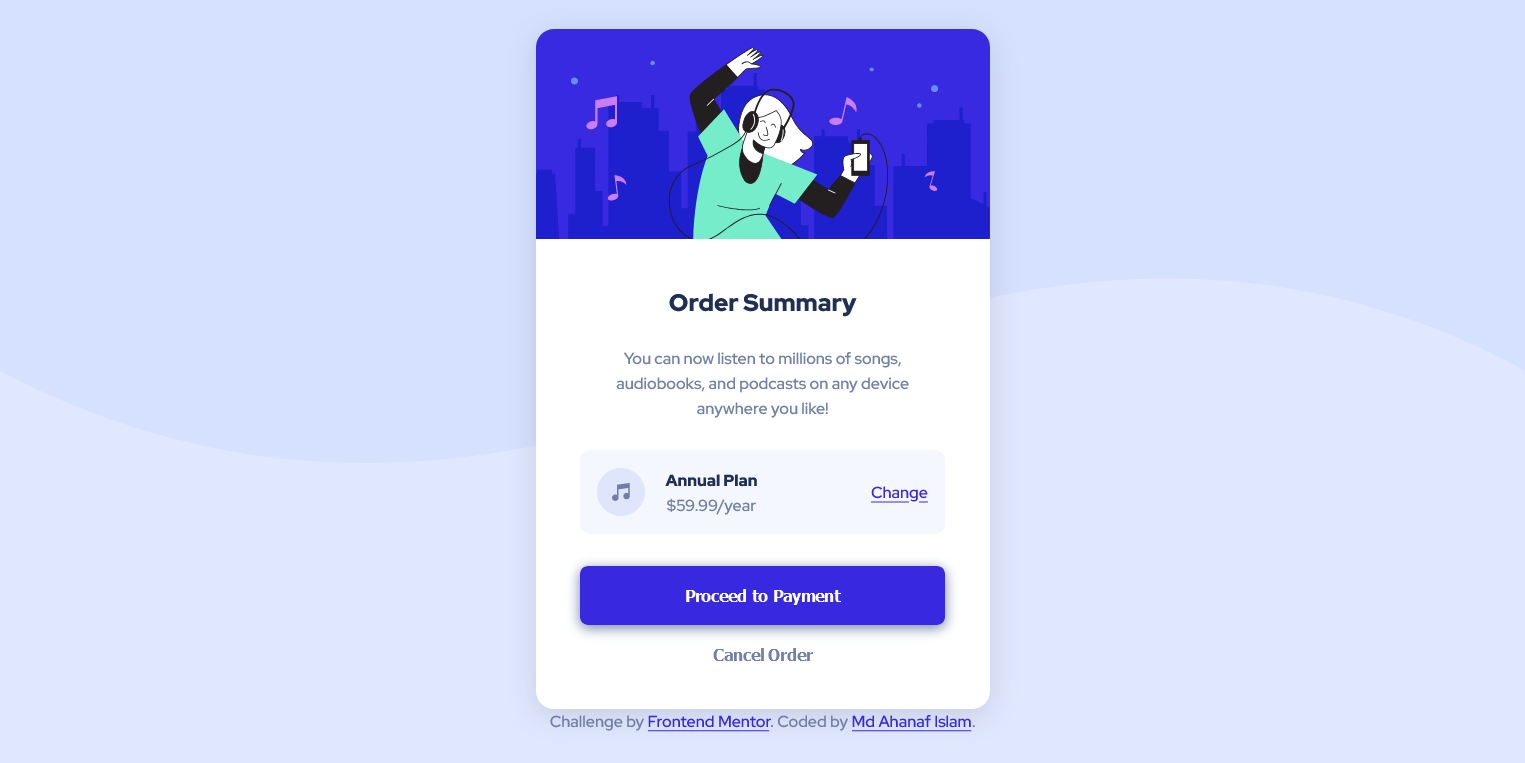 Order Summary
You can now listen to millions of songs,
audiobooks, and podcasts on any device
anywhere you like!
Annual Plan
$59.99/year
Change
Proceed to Payment
Cancel Order
Challenge by Frontend Mentor. Coded by Md Ahanaf Islam.